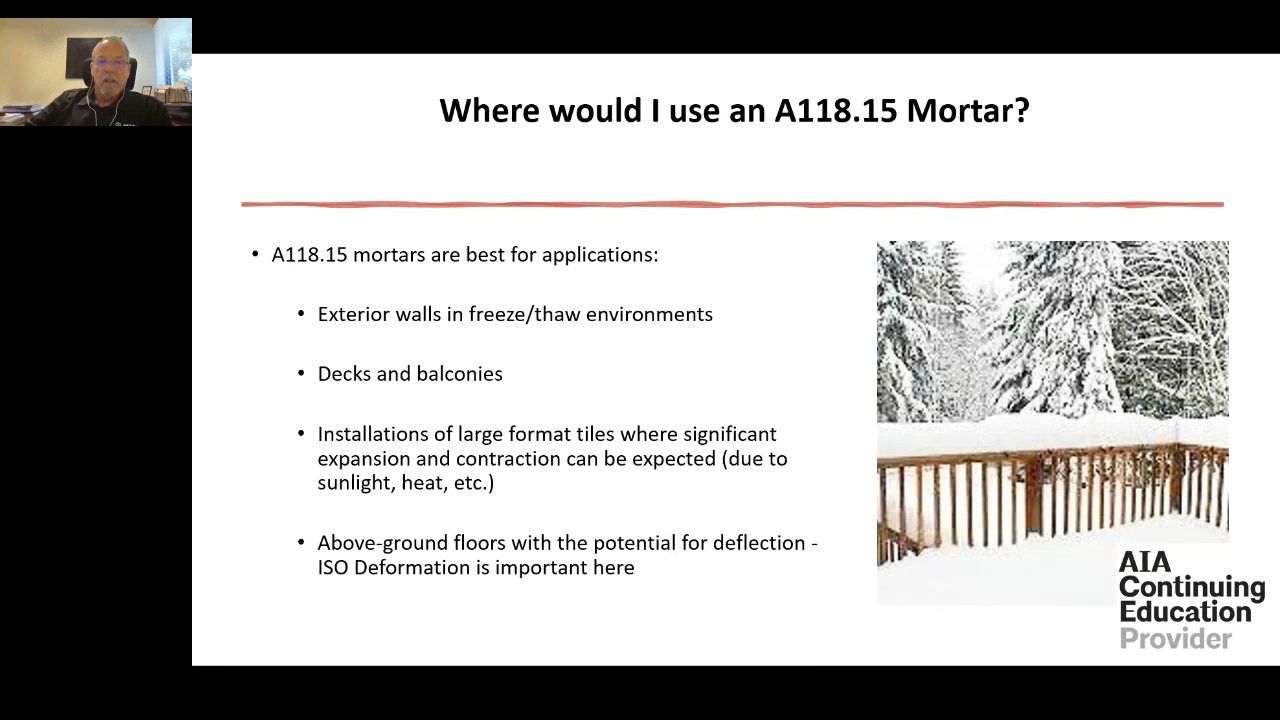 Where would I use an A118.15 Mortar?
• A118.15 mortars are best for applications:
• Exterior walls in freeze/thaw environments
• Decks and balconies
• Installations of large format tiles where significant
expansion and contraction can be expected (due to
sunlight, heat, etc.)
• Above-ground floors with the potential for deflection -
ISO Deformation is important here
AIA
Continuing
Education
Provider